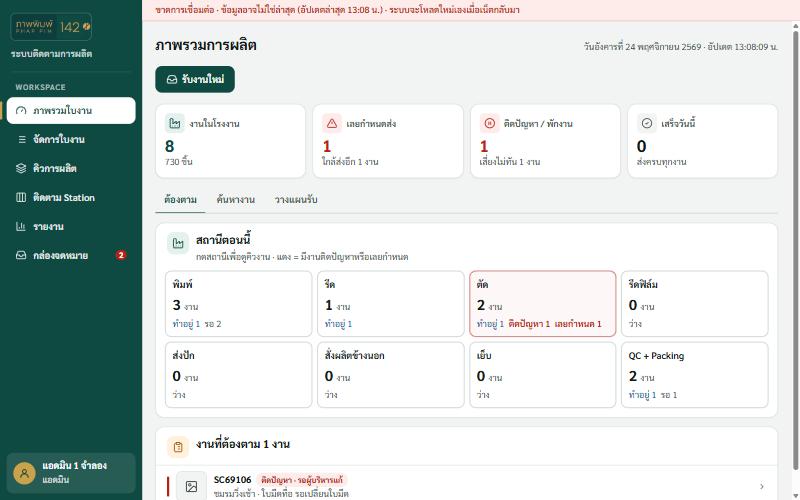 ขาดการเชื่อมต่อ · ข้อมูลอาจไม่ใช่ล่าสุด (อัปเดตล่าสุด 13:08 น.) · ระบบจะโหลดใหม่เองเมื่อเน็ตกลับมา
ภาพพิมพ์ 142
PHAP PIM
ระบบติดตามการผลิต
WORKSPACE
ภาพรวมใบงาน
จัดการใบงาน
คิวการผลิต
ติดตาม Station
รายงาน
กล่องจดหมาย 2
แอดมิน 1 จำลอง
แอดมิน
ภาพรวมการผลิต
วันอังคารที่ 24 พฤศจิกายน 2569 · อัปเดต 13:08:09 น.
รับงานใหม่
งานในโรงงาน
8
730 ชิ้น
เลยกำหนดส่ง
1
ใกล้ส่งอีก 1 งาน
ติดปัญหา / พักงาน
1
เสี่ยงไม่ทัน 1 งาน
เสร็จวันนี้
0
ส่งครบทุกงาน
ต้องตาม
ค้นหางาน
วางแผนรับ
สถานีตอนนี้
กดสถานีเพื่อดูคิวงาน · แดง = มีงานติดปัญหาหรือเลยกำหนด
พิมพ์
3 งาน
ทำอยู่ 1 รอ 2
รีด
1 งาน
ทำอยู่ 1
ตัด
2 งาน
ทำอยู่ 1 ติดปัญหา 1 เลยกำหนด 1
รีดฟิล์ม
0 งาน
ว่าง
ส่งปัก
0 งาน
ว่าง
สั่งผลิตข้างนอก
0 งาน
ว่าง
เย็บ
0 งาน
ว่าง
QC + Packing
2 งาน
ทำอยู่ 1 รอ 1
งานที่ต้องตาม 1 งาน
SC69106 ติดปัญหา · รอผู้บริหารแก้
ชมรมวิ่งเช้า · ใบมีดทื่อ รอเปลี่ยนใบมีด